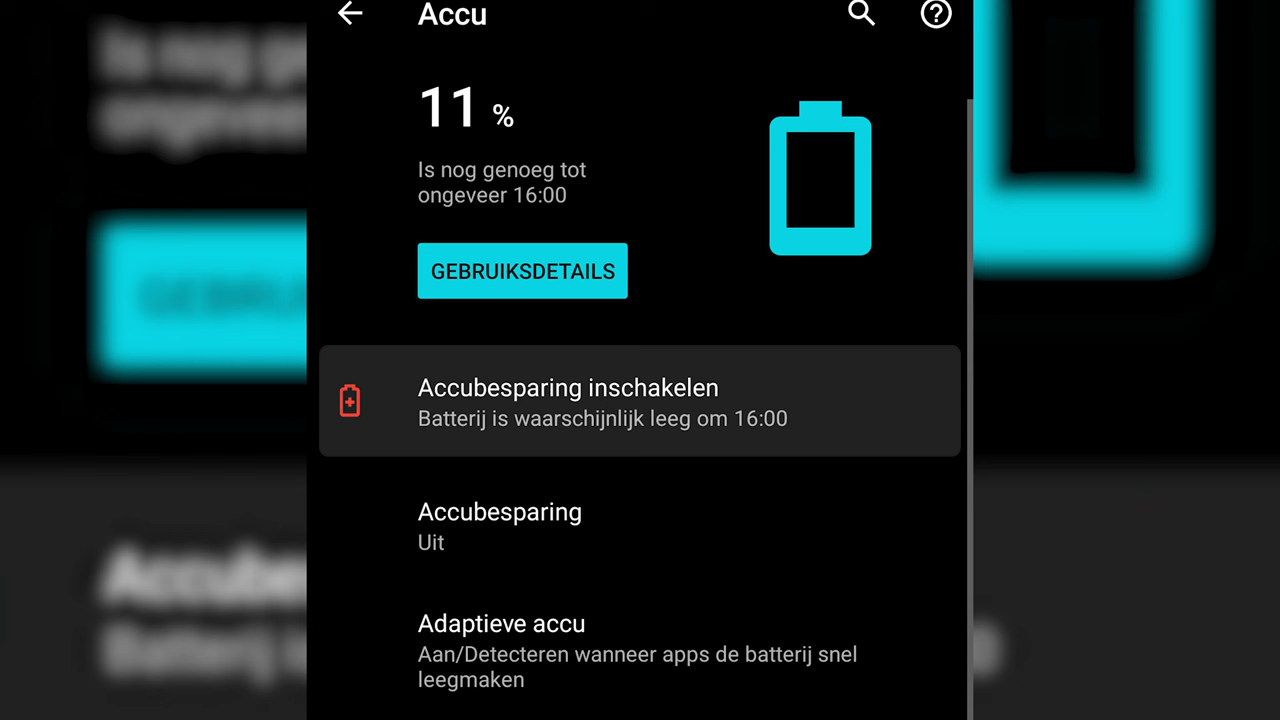 Accu
11 %
Is nog genoeg tot
ongeveer 16:00
GEBRUIKSDETAILS
Accubesparing inschakelen
Batterij is waarschijnlijk leeg om 16:00
Accubesparing
Uit
Adaptieve accu
Aan/Detecteren wanneer apps de batterij snel
leegmaken